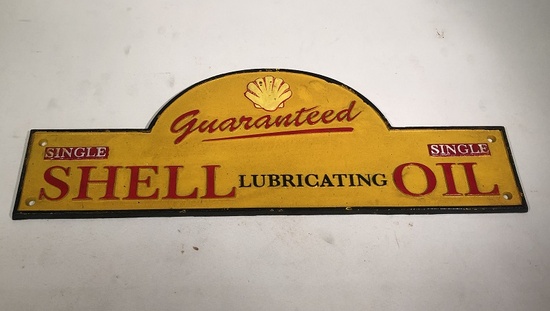 Guaranteed
SINGLE SINGLE
SHELL LUBRICATING OIL